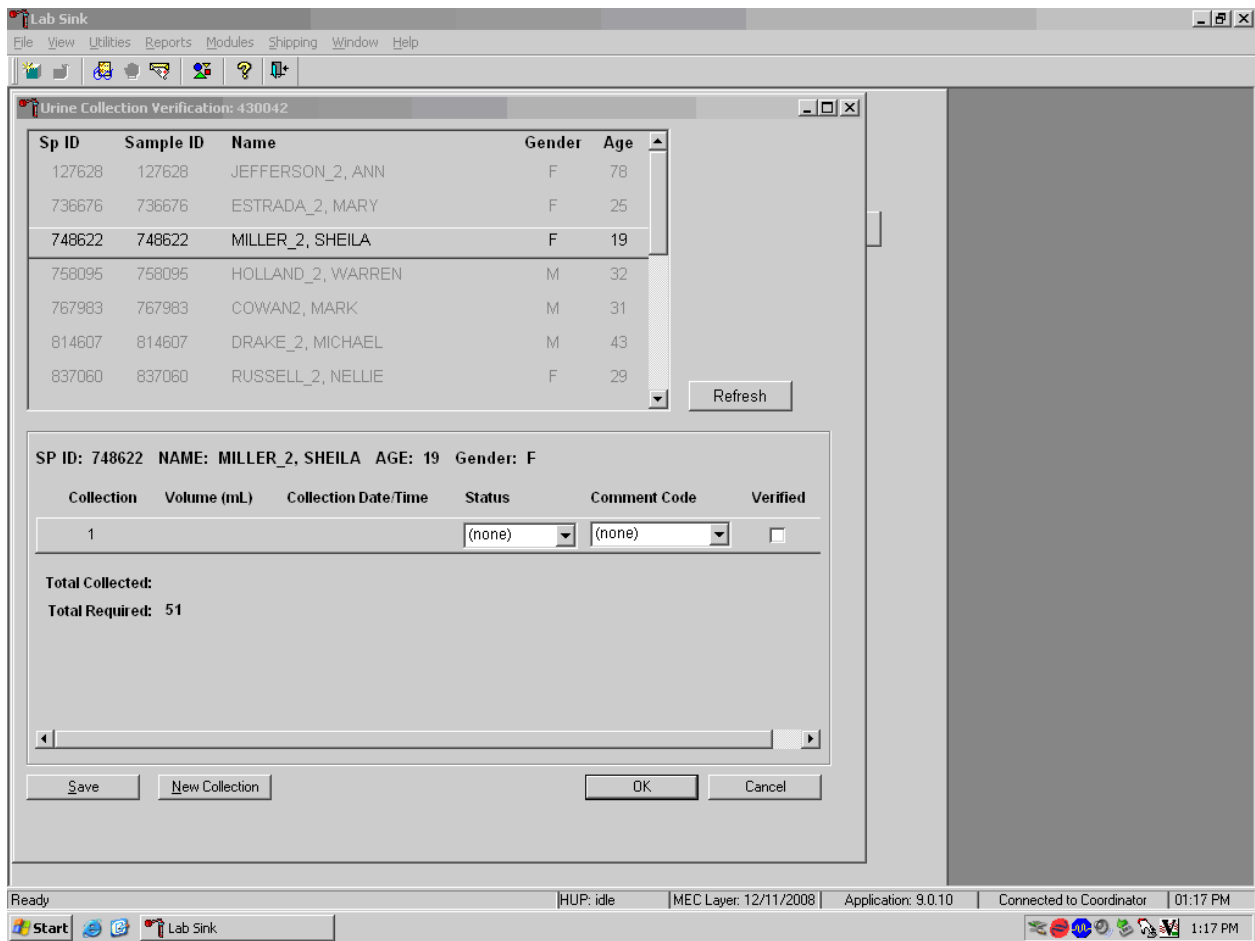 Lab Sink
File View Utilities Reports Modules Shipping Window Help
Urine Collection Verification: 430042
Sp ID Sample ID Name Gender Age
127628 127628 JEFFERSON_2, ANN F 78
736676 736676 ESTRADA_2, MARY F 25
748622 748622 MILLER_2, SHEILA F 19
758095 758095 HOLLAND_2, WARREN M 32
767983 767983 COWAN2, MARK M 31
814607 814607 DRAKE_2, MICHAEL M 43
837060 837060 RUSSELL_2, NELLIE F 29
Refresh
SP ID: 748622 NAME: MILLER_2, SHEILA AGE: 19 Gender: F
Collection Volume (mL) Collection Date/Time Status Comment Code Verified
1 (none) (none)
Total Collected:
Total Required: 51
Save New Collection OK Cancel
Ready HUP: idle MEC Layer: 12/11/2008 Application: 9.0.10 Connected to Coordinator 01:17 PM
Start Lab Sink 1:17 PM